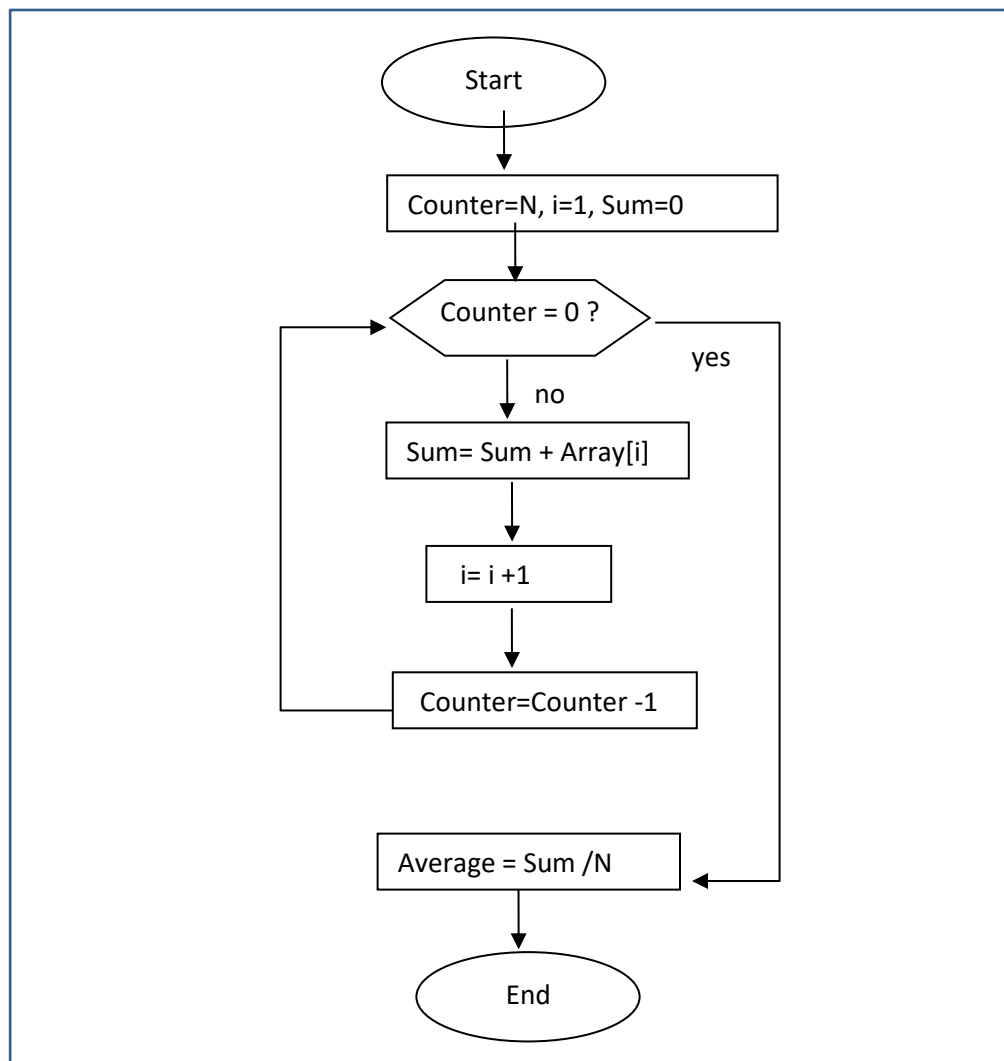 Start
Counter=N, i=1, Sum=0
Counter = 0 ?
yes
no
Sum= Sum + Array[i]
i= i +1
Counter=Counter -1
Average = Sum /N
End